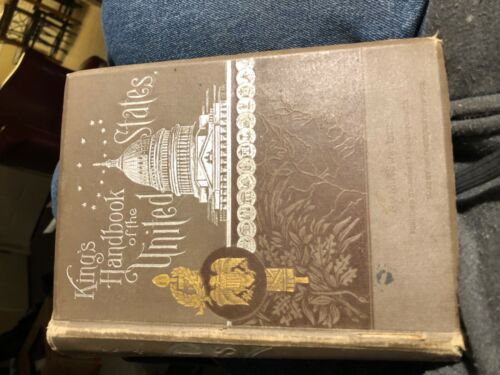 King's
Handbook
of the
United
States.